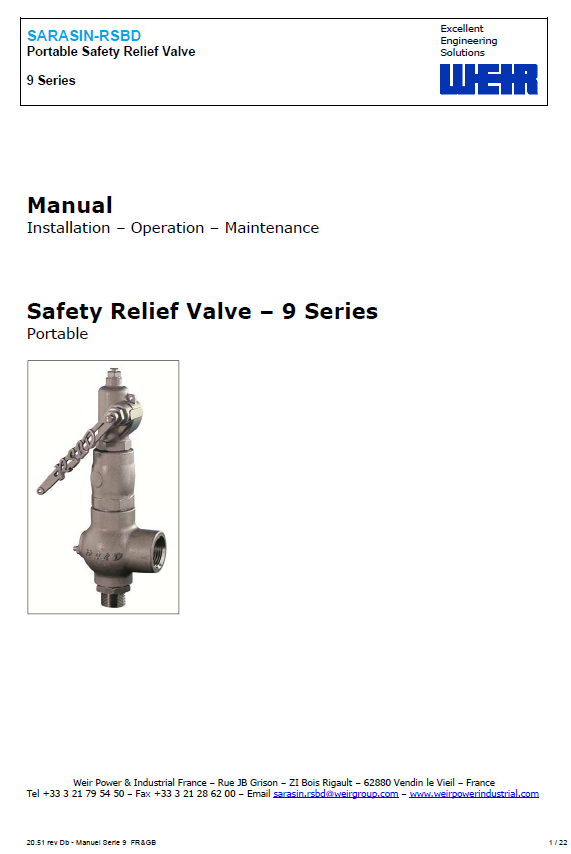 SARASIN-RSBD
Portable Safety Relief Valve
9 Series
Excellent
Engineering
Solutions
WEIR
Manual
Installation – Operation – Maintenance
Safety Relief Valve – 9 Series
Portable
Weir Power & Industrial France – Rue JB Grison – ZI Bois Rigault – 62880 Vendin le Vieil – France
Tel +33 3 21 79 54 50 – Fax +33 3 21 28 62 00 – Email sarasin.rsbd@weirgroup.com – www.weirpowerindustrial.com
20.51 rev Db - Manuel Serie 9 FR&GB
1 / 22